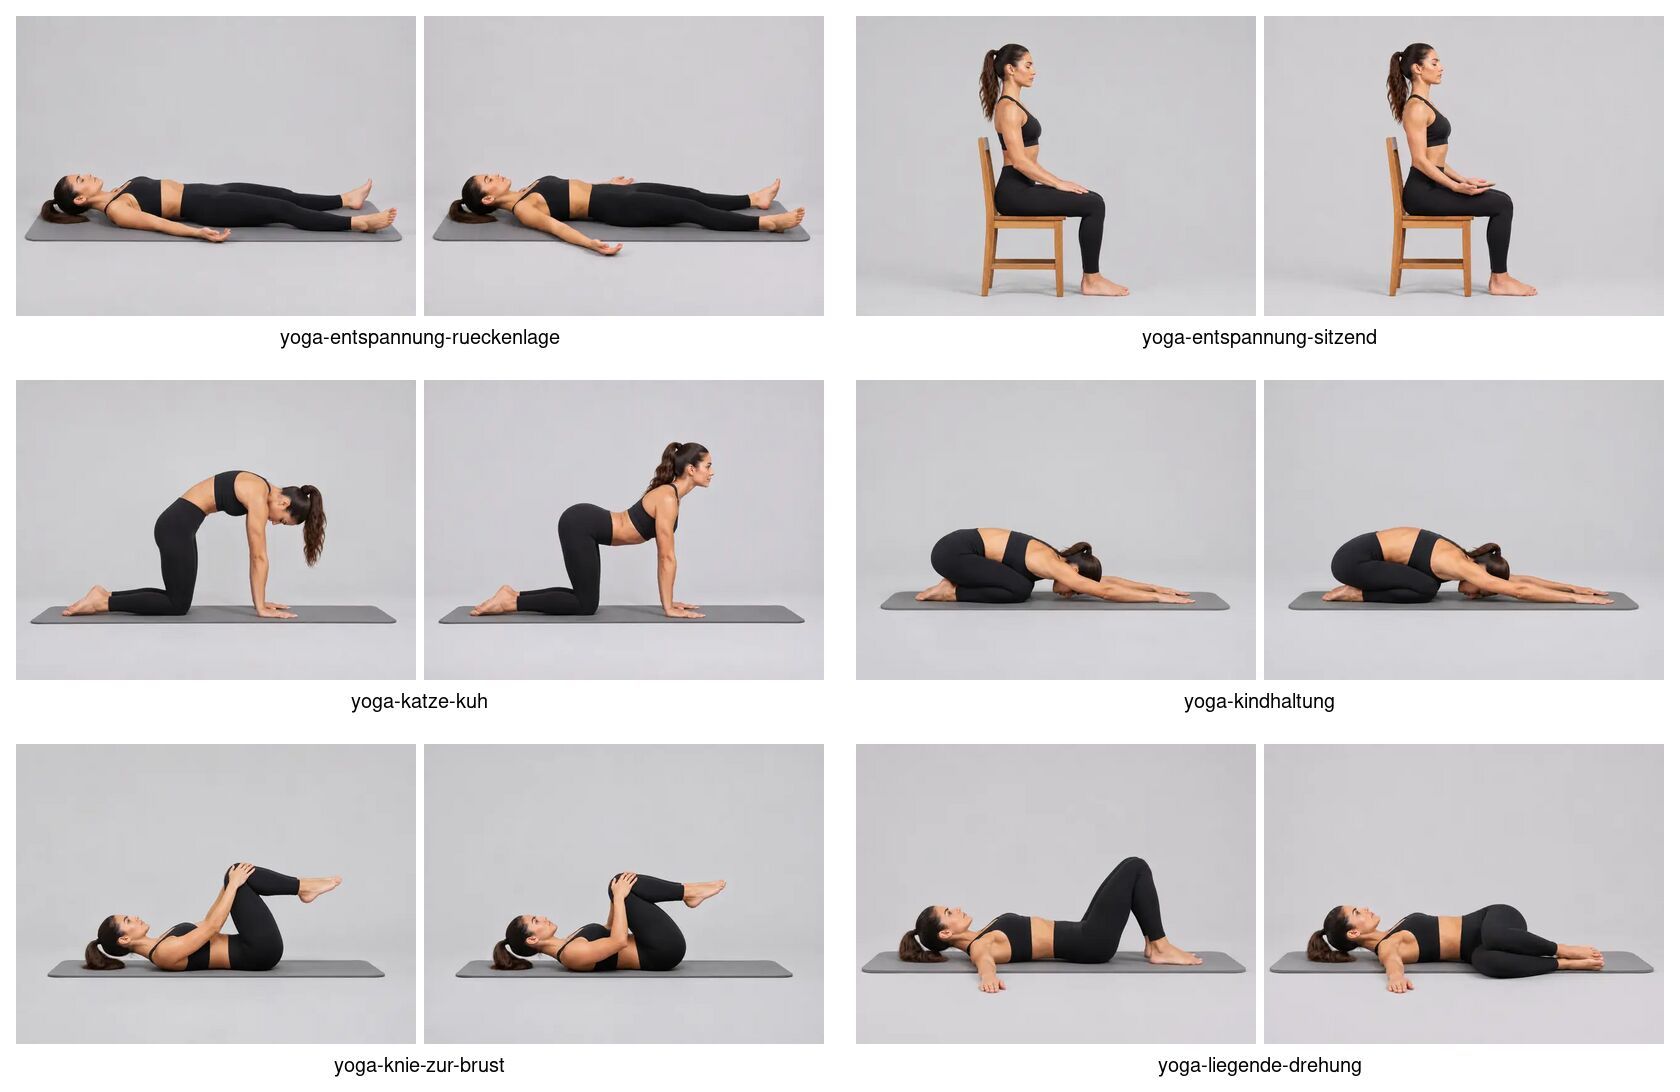 yoga-entspannung-rueckenlage
yoga-entspannung-sitzend
yoga-katze-kuh
yoga-kindhaltung
yoga-knie-zur-brust
yoga-liegende-drehung